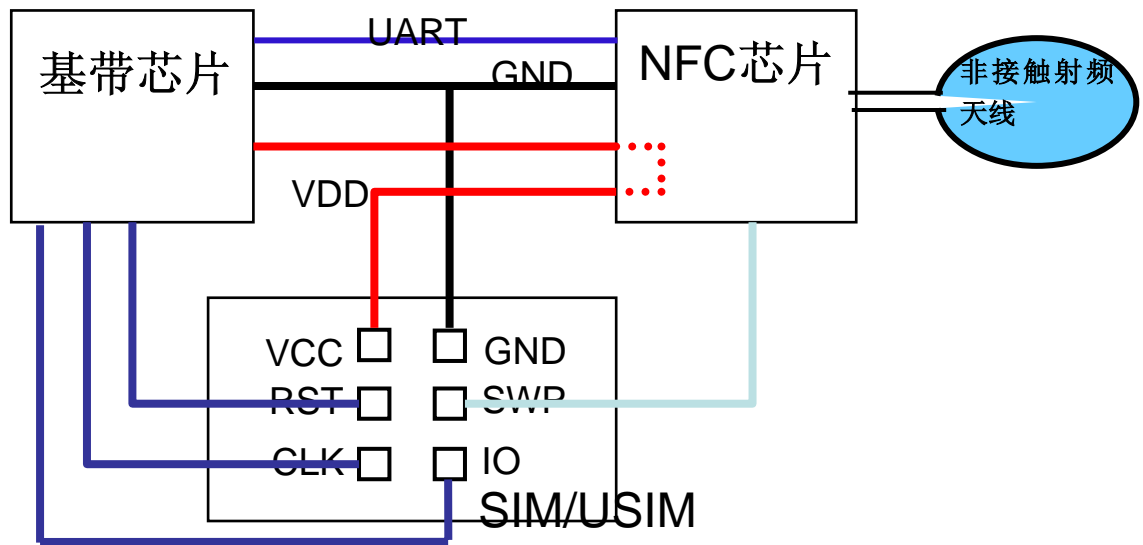 UART
基带芯片
GND
NFC芯片
非接触射频
天线
VDD
VCC
GND
RST
SWP
CLK
IO
SIM/USIM